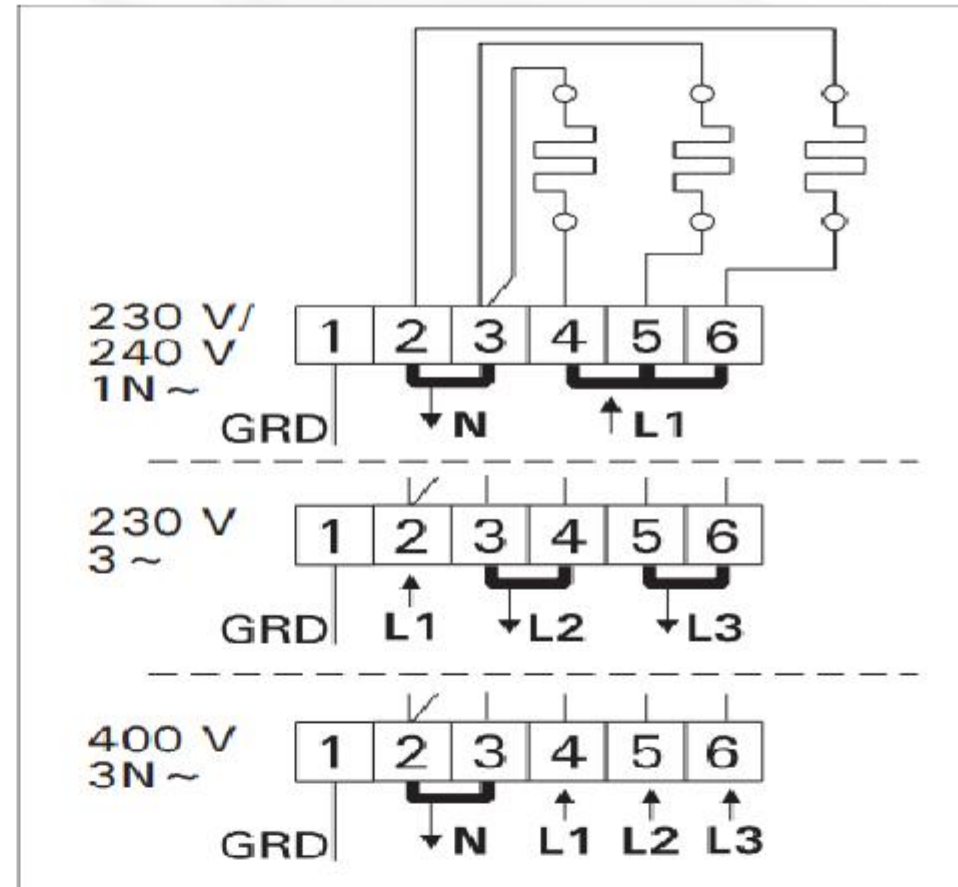 230 V/
240 V
1N~
1 2 3 4 5 6
GRD N L1
230 V
3~
1 2 3 4 5 6
GRD L1 L2 L3
400 V
3N~
1 2 3 4 5 6
GRD N L1 L2 L3